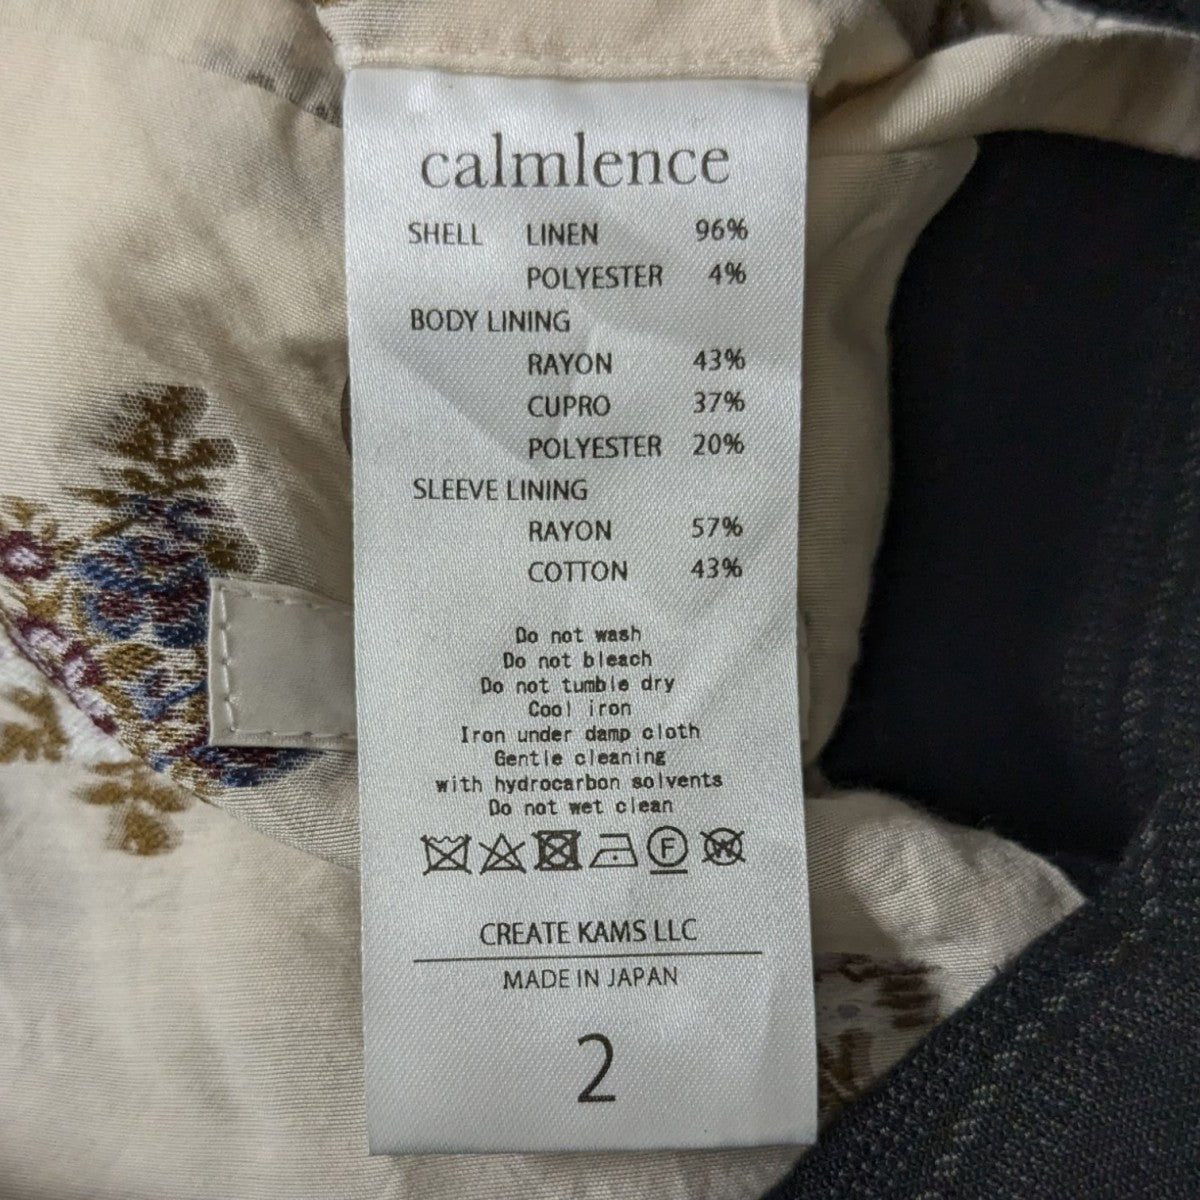 calmlence
SHELL LINEN 96%
POLYESTER 4%
BODY LINING
RAYON 43%
CUPRO 37%
POLYESTER 20%
SLEEVE LINING
RAYON 57%
COTTON 43%
Do not wash
Do not bleach
Do not tumble dry
Cool iron
Iron under damp cloth
Gentle cleaning
with hydrocarbon solvents
Do not wet clean
F W
CREATE KAMS LLC
MADE IN JAPAN
2